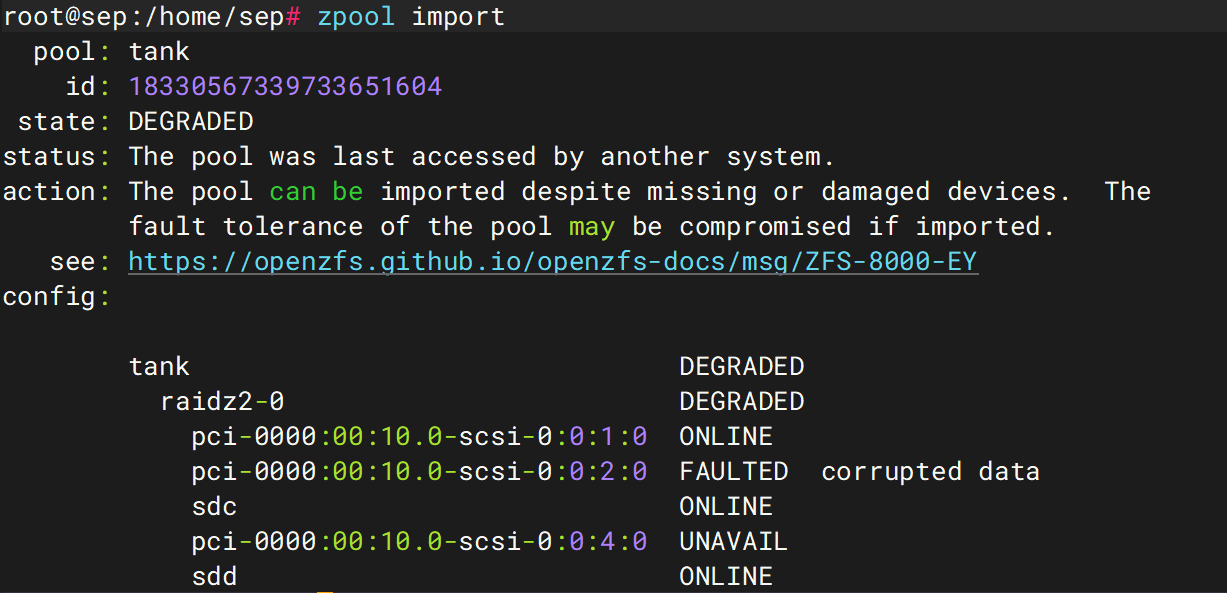 root@sep:/home/sep# zpool import
pool: tank
id: 18330567339733651604
state: DEGRADED
status: The pool was last accessed by another system.
action: The pool can be imported despite missing or damaged devices.  The
fault tolerance of the pool may be compromised if imported.
see: https://openzfs.github.io/openzfs-docs/msg/ZFS-8000-EY
config:
tank DEGRADED
raidz2-0 DEGRADED
pci-0000:00:10.0-scsi-0:0:1:0 ONLINE
pci-0000:00:10.0-scsi-0:0:2:0 FAULTED  corrupted data
sdc ONLINE
pci-0000:00:10.0-scsi-0:0:4:0 UNAVAIL
sdd ONLINE